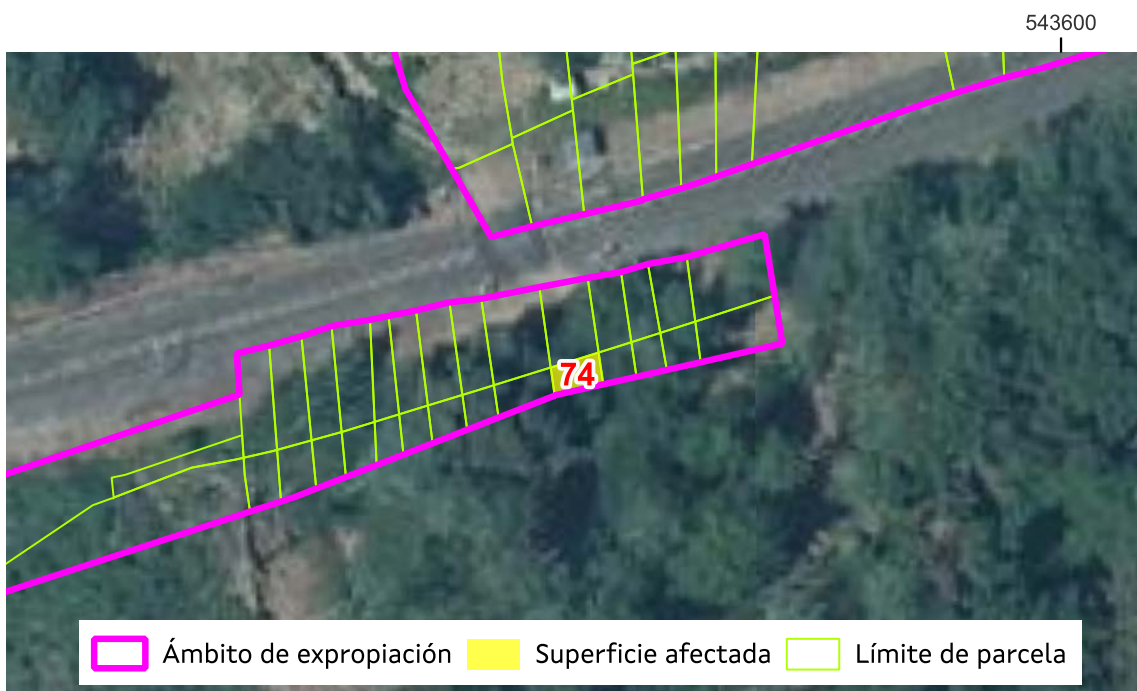 543600
74
Ámbito de expropiación Superficie afectada Límite de parcela